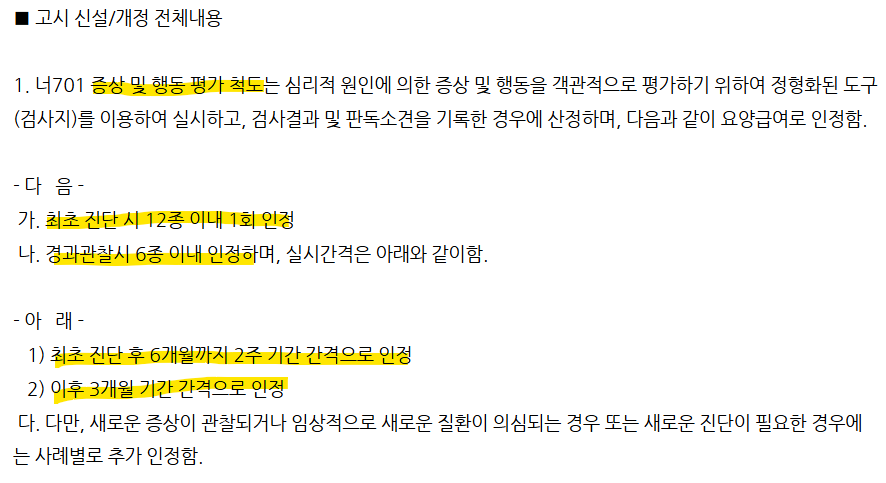 ■ 고시 신설/개정 전체내용
1. 너701 증상 및 행동 평가 척도는 심리적 원인에 의한 증상 및 행동을 객관적으로 평가하기 위하여 정형화된 도구
(검사지)를 이용하여 실시하고, 검사결과 및 판독소견을 기록한 경우에 산정하며, 다음과 같이 요양급여로 인정함.
- 다 음 -
가. 최초 진단 시 12종 이내 1회 인정
나. 경과관찰시 6종 이내 인정하며, 실시간격은 아래와 같이함.
- 아 래 -
1) 최초 진단 후 6개월까지 2주 기간 간격으로 인정
2) 이후 3개월 기간 간격으로 인정
다. 다만, 새로운 증상이 관찰되거나 임상적으로 새로운 질환이 의심되는 경우 또는 새로운 진단이 필요한 경우에
는 사례별로 추가 인정함.